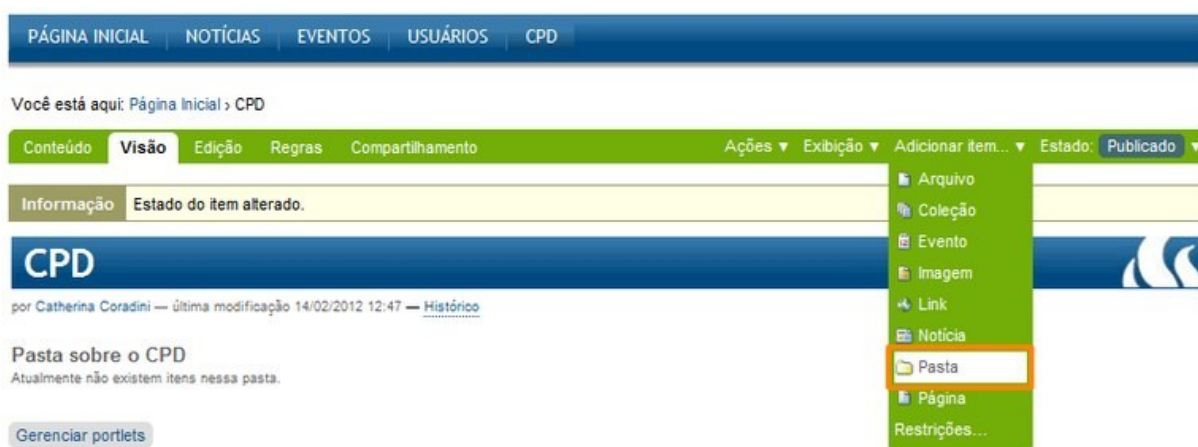 PÁGINA INICIAL NOTÍCIAS EVENTOS USUÁRIOS CPD
Você está aqui: Página Inicial › CPD
Conteúdo Visão Edição Regras Compartilhamento Ações ▼ Exibição ▼ Adicionar item... ▼ Estado: Publicado ▼
Arquivo
Informação Estado do item alterado.
Coleção
Evento
CPD
Imagem
por Catherina Coradini — última modificação 14/02/2012 12:47 — Histórico
Link
Notícia
Pasta sobre o CPD
Pasta
Atualmente não existem itens nessa pasta.
Página
Gerenciar portlets
Restrições...